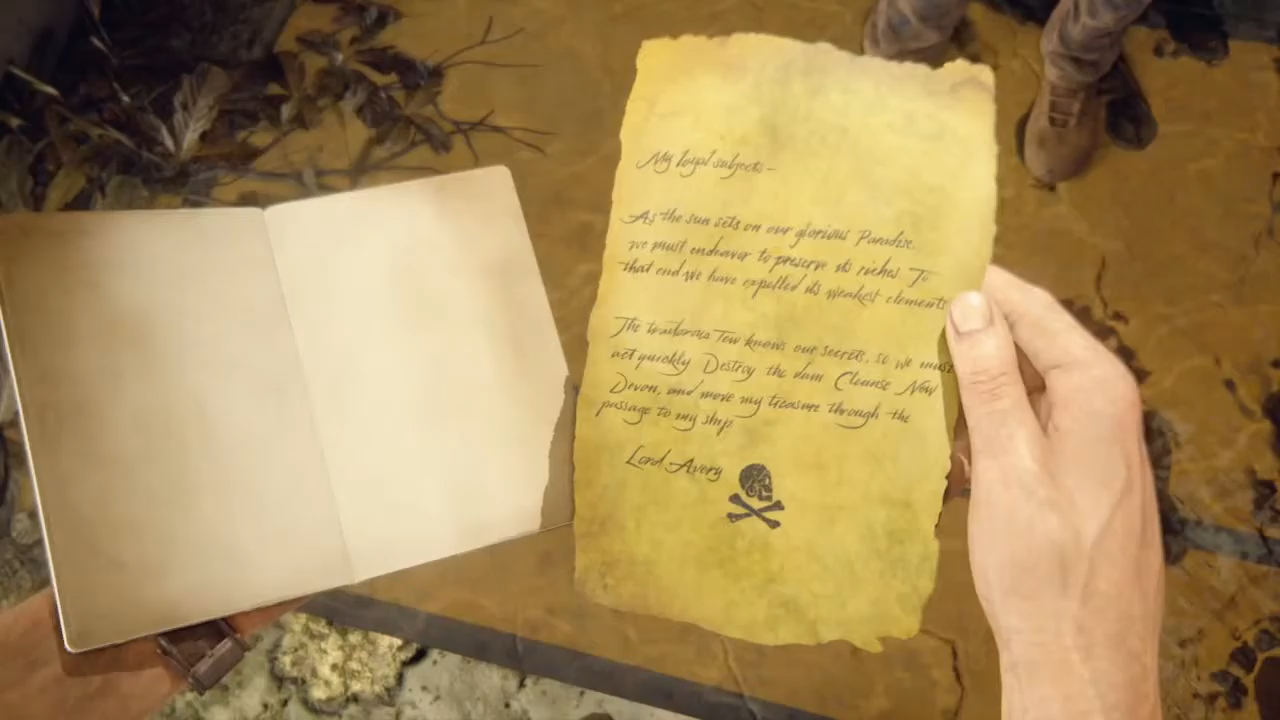 My loyal subjects-
As the sun sets on our glorious Paradise,
we must endeavor to preserve its riches. To
that end we have expelled its weakest elements.
The traitorous Tew knows our secrets, so we must
act quickly. Destroy the dam. Cleanse New
Devon, and move my treasure through the
passage to my ship.
Lord Avery